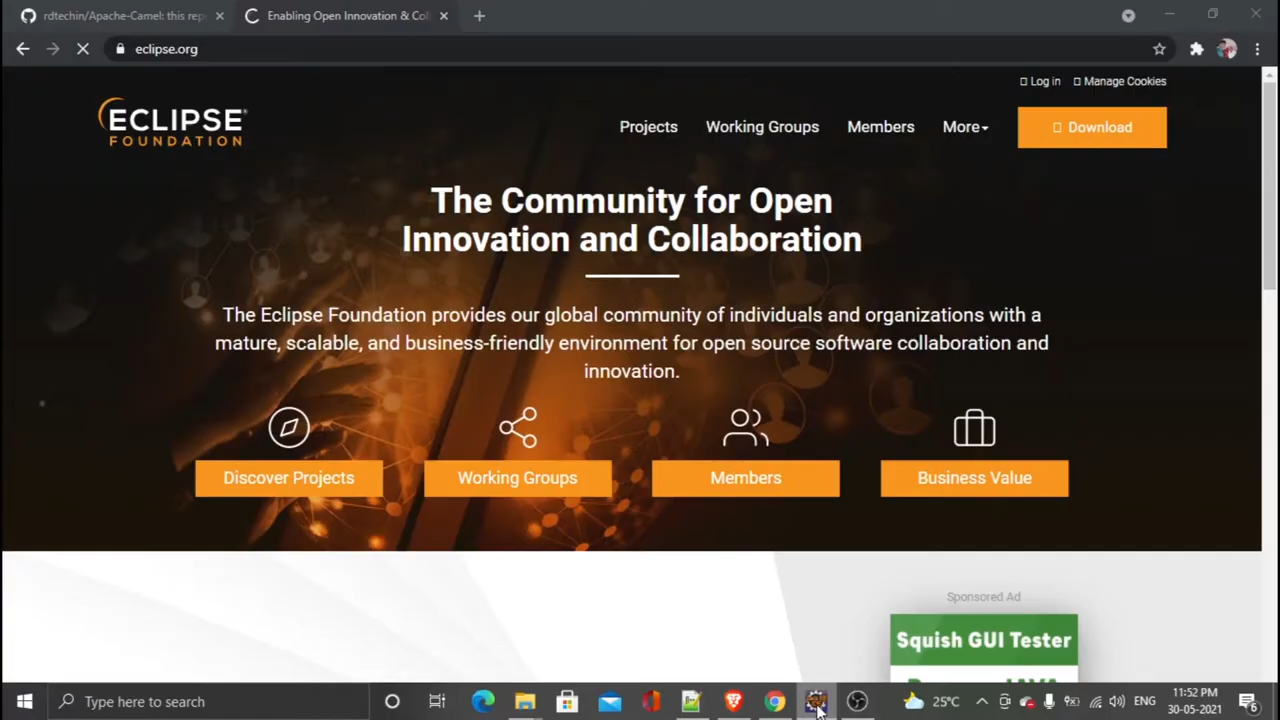 rdtechin/Apache-Camel: this rep
Enabling Open Innovation & Col
eclipse.org
Log in
Manage Cookies
ECLIPSE
FOUNDATION
Projects
Working Groups
Members
More
Download
The Community for Open
Innovation and Collaboration
The Eclipse Foundation provides our global community of individuals and organizations with a
mature, scalable, and business-friendly environment for open source software collaboration and
innovation.
Discover Projects
Working Groups
Members
Business Value
Sponsored Ad
Squish GUI Tester
Type here to search
25°C
ENG
11:52 PM
30-05-2021
6